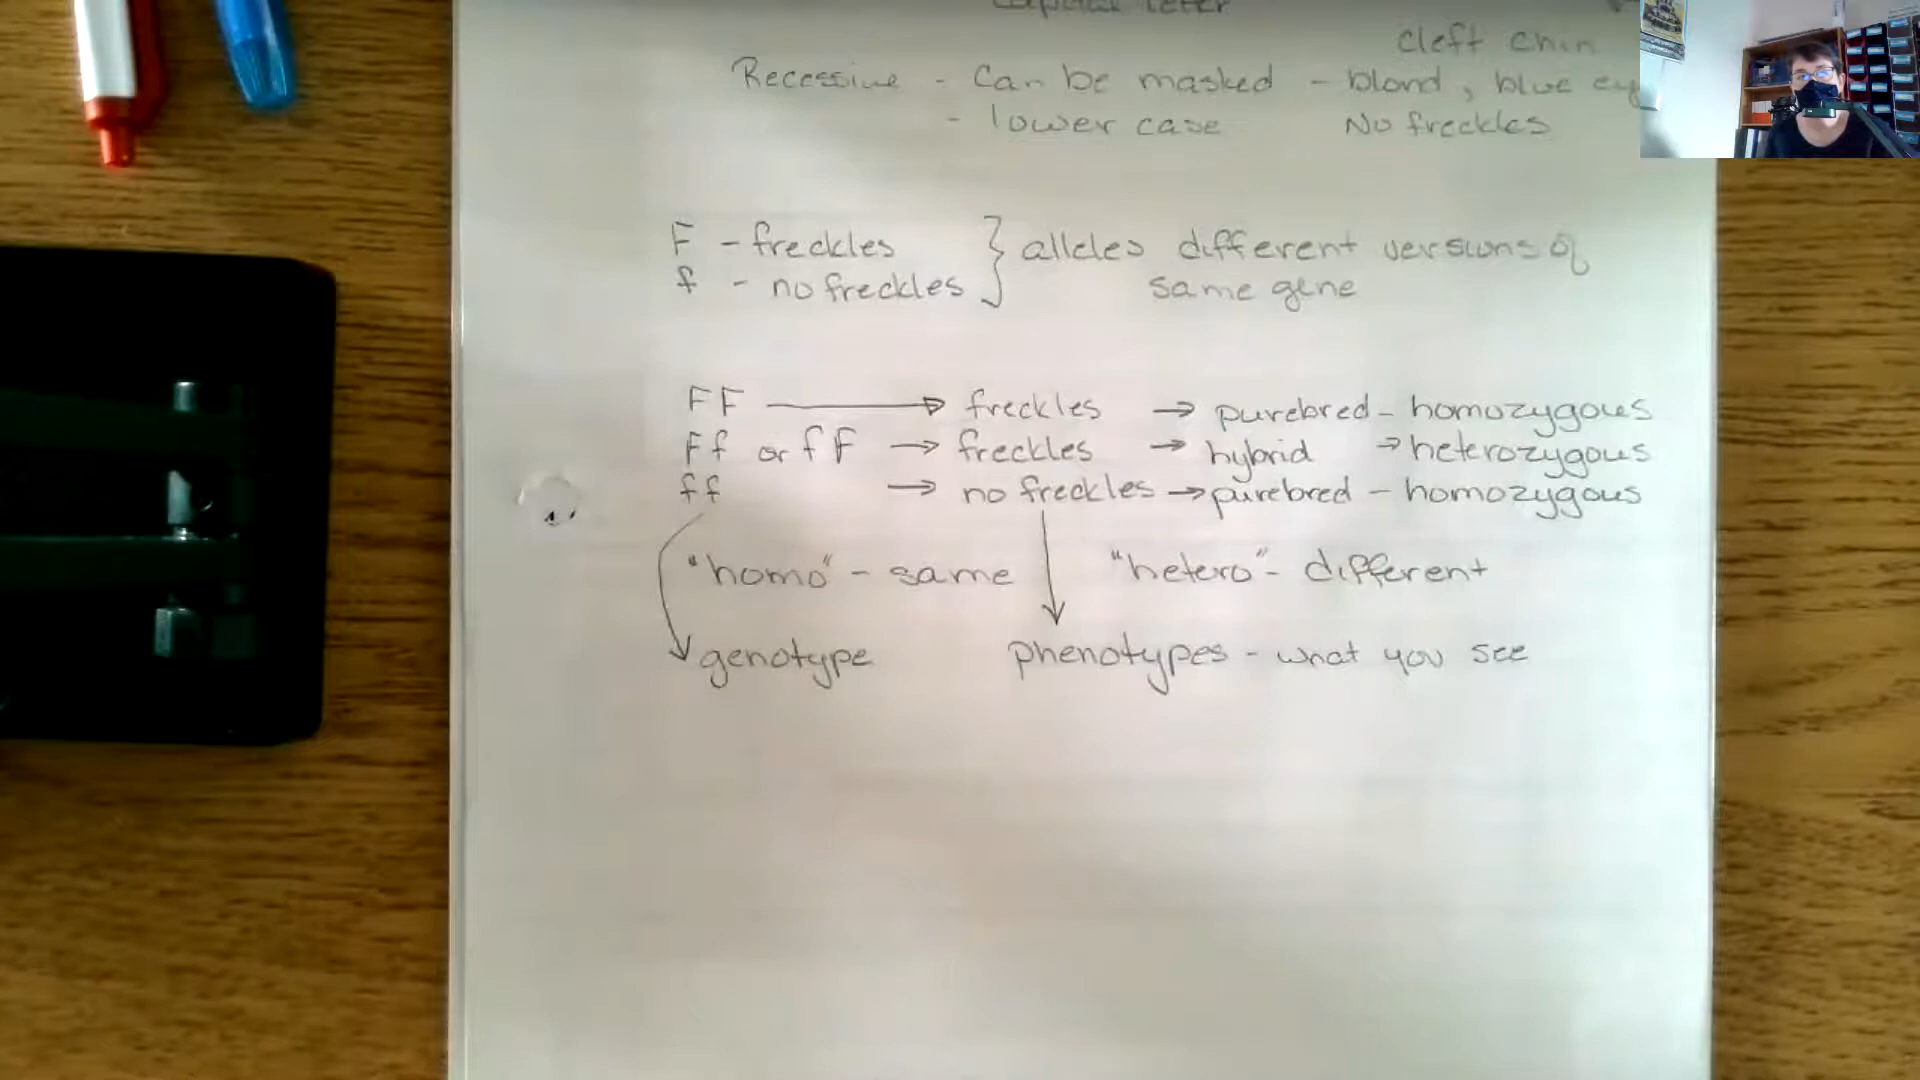 capital letter
cleft chin
Recessive - Can be masked - blond, blue
- lower case No freckles
F - freckles } alleles different versions of
f - no freckles same gene
FF → freckles → purebred - homozygous
Ff or fF → freckles → hybrid → heterozygous
ff → no freckles → purebred - homozygous
"homo" - same "hetero" - different
genotype phenotypes - what you see